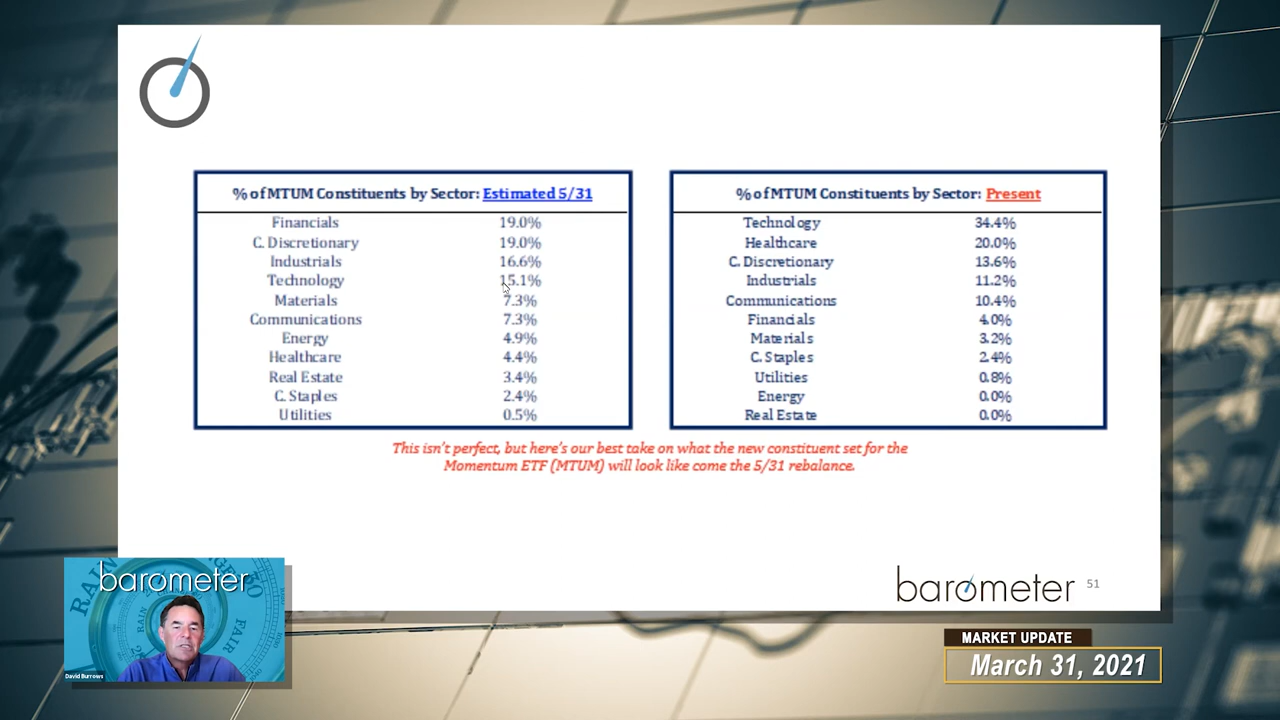 % of MTUM Constituents by Sector: Estimated 5/31
Financials 19.0%
C. Discretionary 19.0%
Industrials 16.6%
Technology 15.1%
Materials 7.3%
Communications 7.3%
Energy 4.9%
Healthcare 4.4%
Real Estate 3.4%
C. Staples 2.4%
Utilities 0.5%
% of MTUM Constituents by Sector: Present
Technology 34.4%
Healthcare 20.0%
C. Discretionary 13.6%
Industrials 11.2%
Communications 10.4%
Financials 4.0%
Materials 3.2%
C. Staples 2.4%
Utilities 0.8%
Energy 0.0%
Real Estate 0.0%
This isn't perfect, but here's our best take on what the new constituent set for the
Momentum ETF (MTUM) will look like come the 5/31 rebalance.
barometer 51
barometer
RAIN
FAIR
David Burrows
MARKET UPDATE
March 31, 2021